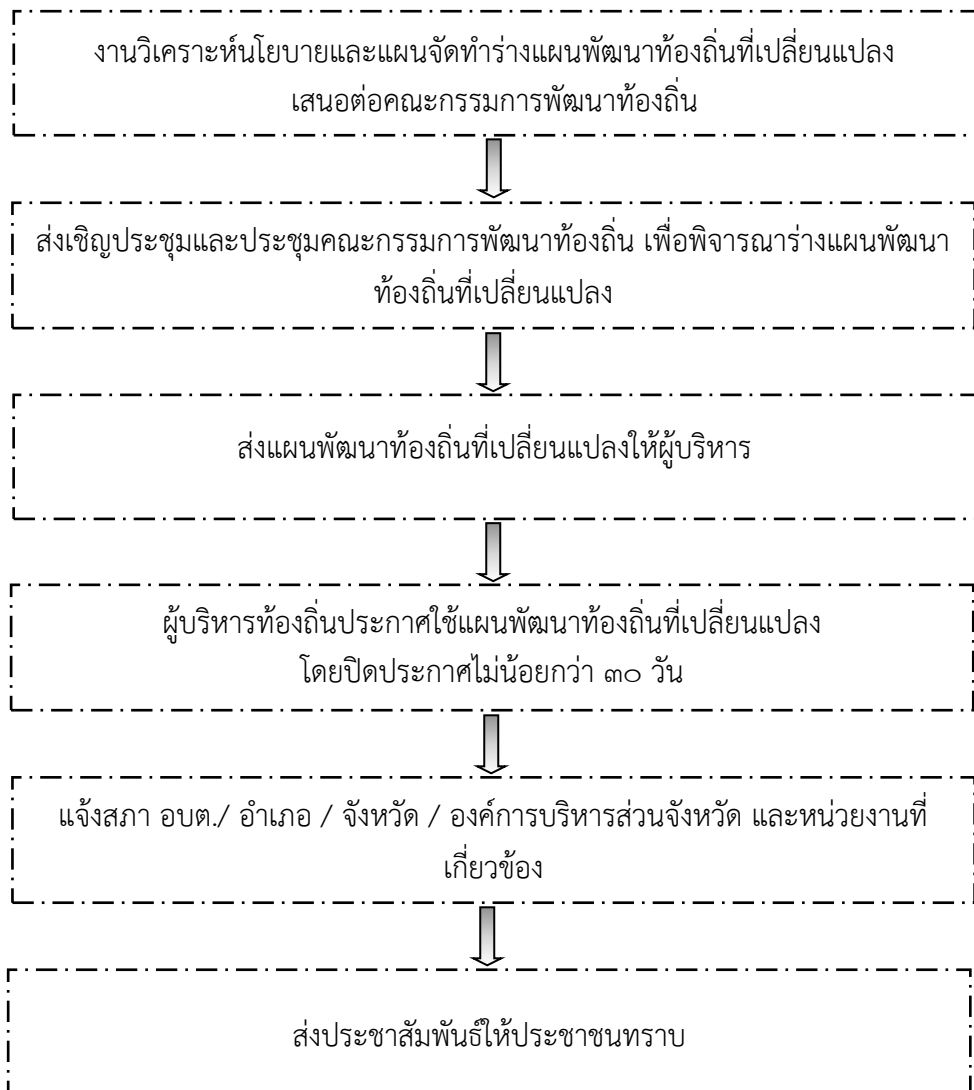 งานวิเคราะห์นโยบายและแผนจัดทำร่างแผนพัฒนาท้องถิ่นที่เปลี่ยนแปลง
เสนอต่อคณะกรรมการพัฒนาท้องถิ่น
ส่งเชิญประชุมและประชุมคณะกรรมการพัฒนาท้องถิ่น เพื่อพิจารณาร่างแผนพัฒนา
ท้องถิ่นที่เปลี่ยนแปลง
ส่งแผนพัฒนาท้องถิ่นที่เปลี่ยนแปลงให้ผู้บริหาร
ผู้บริหารท้องถิ่นประกาศใช้แผนพัฒนาท้องถิ่นที่เปลี่ยนแปลง
โดยปิดประกาศไม่น้อยกว่า ๓๐ วัน
แจ้งสภา อบต./ อำเภอ / จังหวัด / องค์การบริหารส่วนจังหวัด และหน่วยงานที่
เกี่ยวข้อง
ส่งประชาสัมพันธ์ให้ประชาชนทราบ